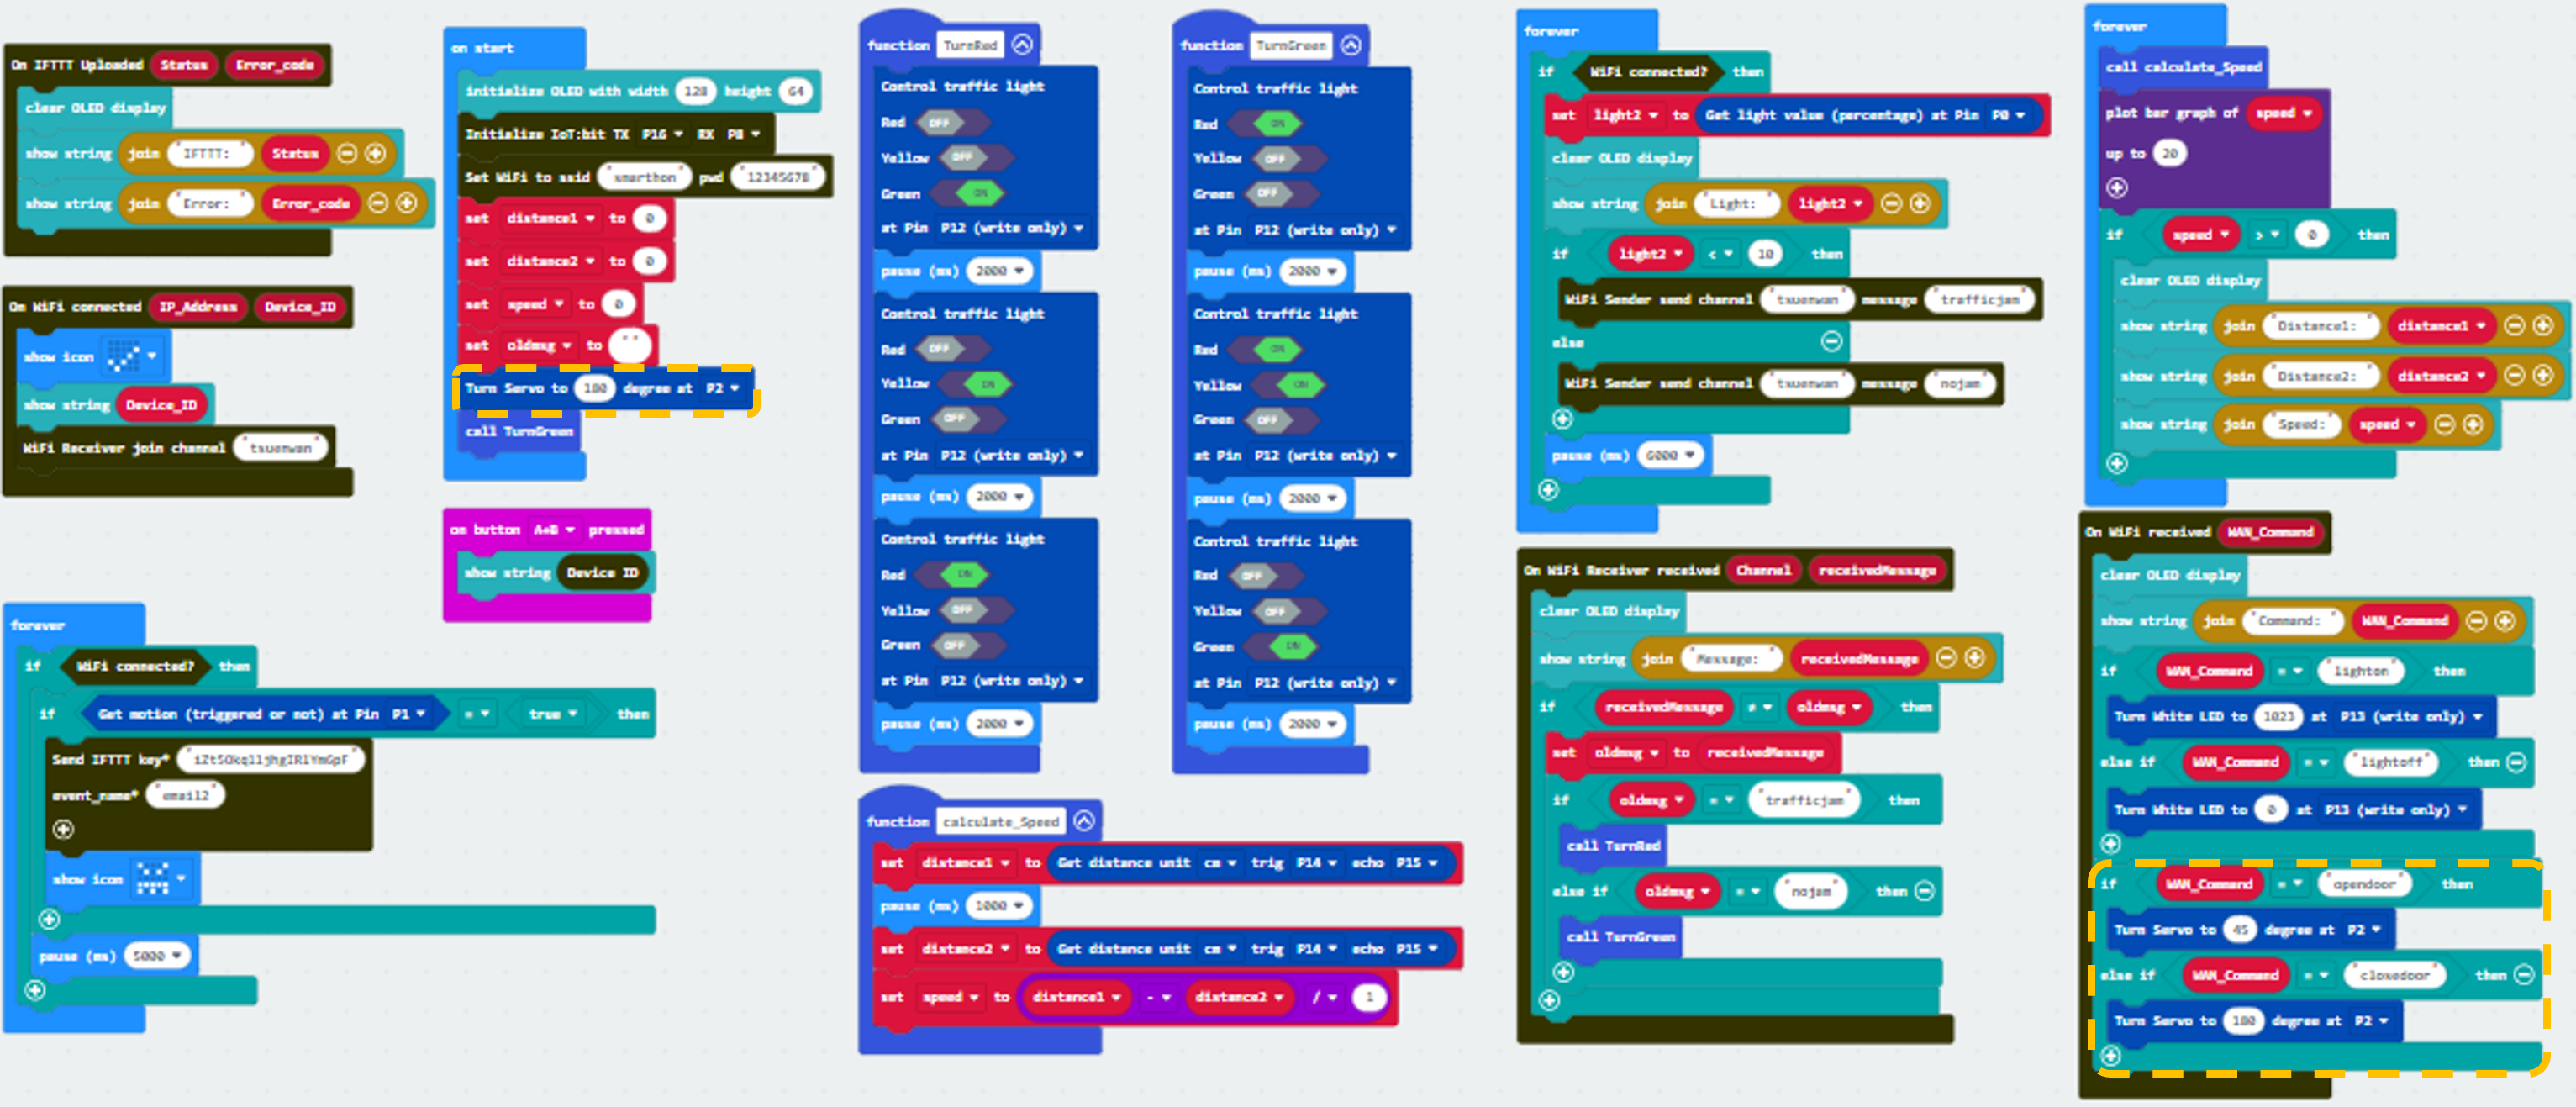 On IFTTT Uploaded Status Error_code
clear OLED display
show string join "IFTTT: " Status
show string join "Error: " Error_code
On WiFi connected IP_Address Device_ID
show icon
show string Device_ID
WiFi Receiver join channel "tsuenwan"
forever
if WiFi connected? then
if Get motion (triggered or not) at Pin P1 = true then
Send IFTTT key*
event_name* "email2"
show icon
pause (ms) 5000
on start
initialize OLED with width 128 height 64
Initialize IoT:bit TX P16 RX P8
Set WiFi to ssid "smarthon" pwd "12345678"
set distance1 to 0
set distance2 to 0
set speed to 0
set oldmsg to " "
Turn Servo to 180 degree at P2
call TurnGreen
on button A+B pressed
show string Device ID
function TurnRed
Control traffic light
Red OFF
Yellow OFF
Green ON
at Pin P12 (write only)
pause (ms) 2000
Control traffic light
Red OFF
Yellow ON
Green OFF
at Pin P12 (write only)
pause (ms) 2000
Control traffic light
Red ON
Yellow OFF
Green OFF
at Pin P12 (write only)
pause (ms) 2000
function TurnGreen
Control traffic light
Red ON
Yellow OFF
Green OFF
at Pin P12 (write only)
pause (ms) 2000
Control traffic light
Red ON
Yellow ON
Green OFF
at Pin P12 (write only)
pause (ms) 2000
Control traffic light
Red OFF
Yellow OFF
Green ON
at Pin P12 (write only)
pause (ms) 2000
function calculate_Speed
set distance1 to Get distance unit cm trig P14 echo P15
pause (ms) 1000
set distance2 to Get distance unit cm trig P14 echo P15
set speed to distance1 - distance2 / 1
forever
if WiFi connected? then
set light2 to Get light value (percentage) at Pin P0
clear OLED display
show string join "Light: " light2
if light2 < 10 then
WiFi Sender send channel "tsuenwan" message "trafficjam"
else
WiFi Sender send channel "tsuenwan" message "nojam"
pause (ms) 6000
On WiFi Receiver received Channel receivedMessage
clear OLED display
show string join "Message: " receivedMessage
if receivedMessage ≠ oldmsg then
set oldmsg to receivedMessage
if oldmsg = "trafficjam" then
call TurnRed
else if oldmsg = "nojam" then
call TurnGreen
forever
call calculate_Speed
plot bar graph of speed
up to 20
if speed > 0 then
clear OLED display
show string join "Distance1: " distance1
show string join "Distance2: " distance2
show string join "Speed: " speed
On WiFi received WAN_Command
clear OLED display
show string join "Command: " WAN_Command
if WAN_Command = "lighton" then
Turn White LED to 1023 at P13 (write only)
else if WAN_Command = "lightoff" then
Turn White LED to 0 at P13 (write only)
if WAN_Command = "opendoor" then
Turn Servo to 45 degree at P2
else if WAN_Command = "closedoor" then
Turn Servo to 180 degree at P2